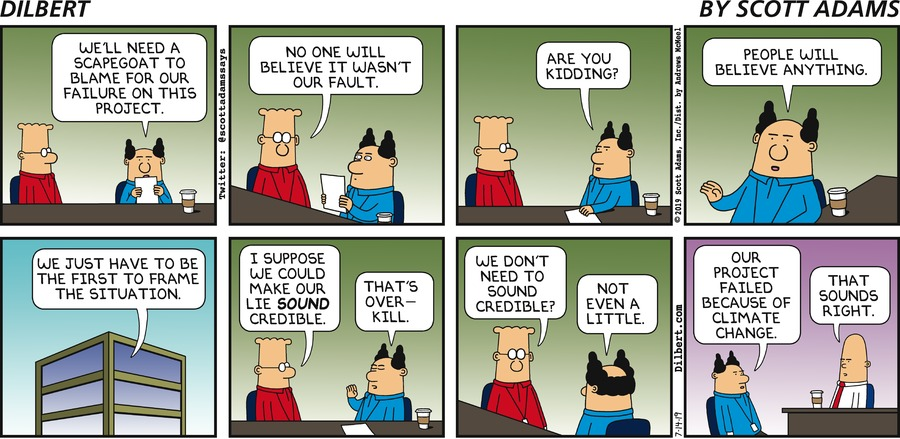 DILBERT
BY SCOTT ADAMS
WE'LL NEED A
SCAPEGOAT TO
BLAME FOR OUR
FAILURE ON THIS
PROJECT.
Twitter: @scottadamssays
NO ONE WILL
BELIEVE IT WASN'T
OUR FAULT.
ARE YOU
KIDDING?
© 2019 Scott Adams, Inc./Dist. by Andrews McMeel
PEOPLE WILL
BELIEVE ANYTHING.
WE JUST HAVE TO BE
THE FIRST TO FRAME
THE SITUATION.
I SUPPOSE
WE COULD
MAKE OUR
LIE SOUND
CREDIBLE.
THAT'S
OVER—
KILL.
WE DON'T
NEED TO
SOUND
CREDIBLE?
NOT
EVEN A
LITTLE.
7-14-19
Dilbert.com
OUR
PROJECT
FAILED
BECAUSE OF
CLIMATE
CHANGE.
THAT
SOUNDS
RIGHT.